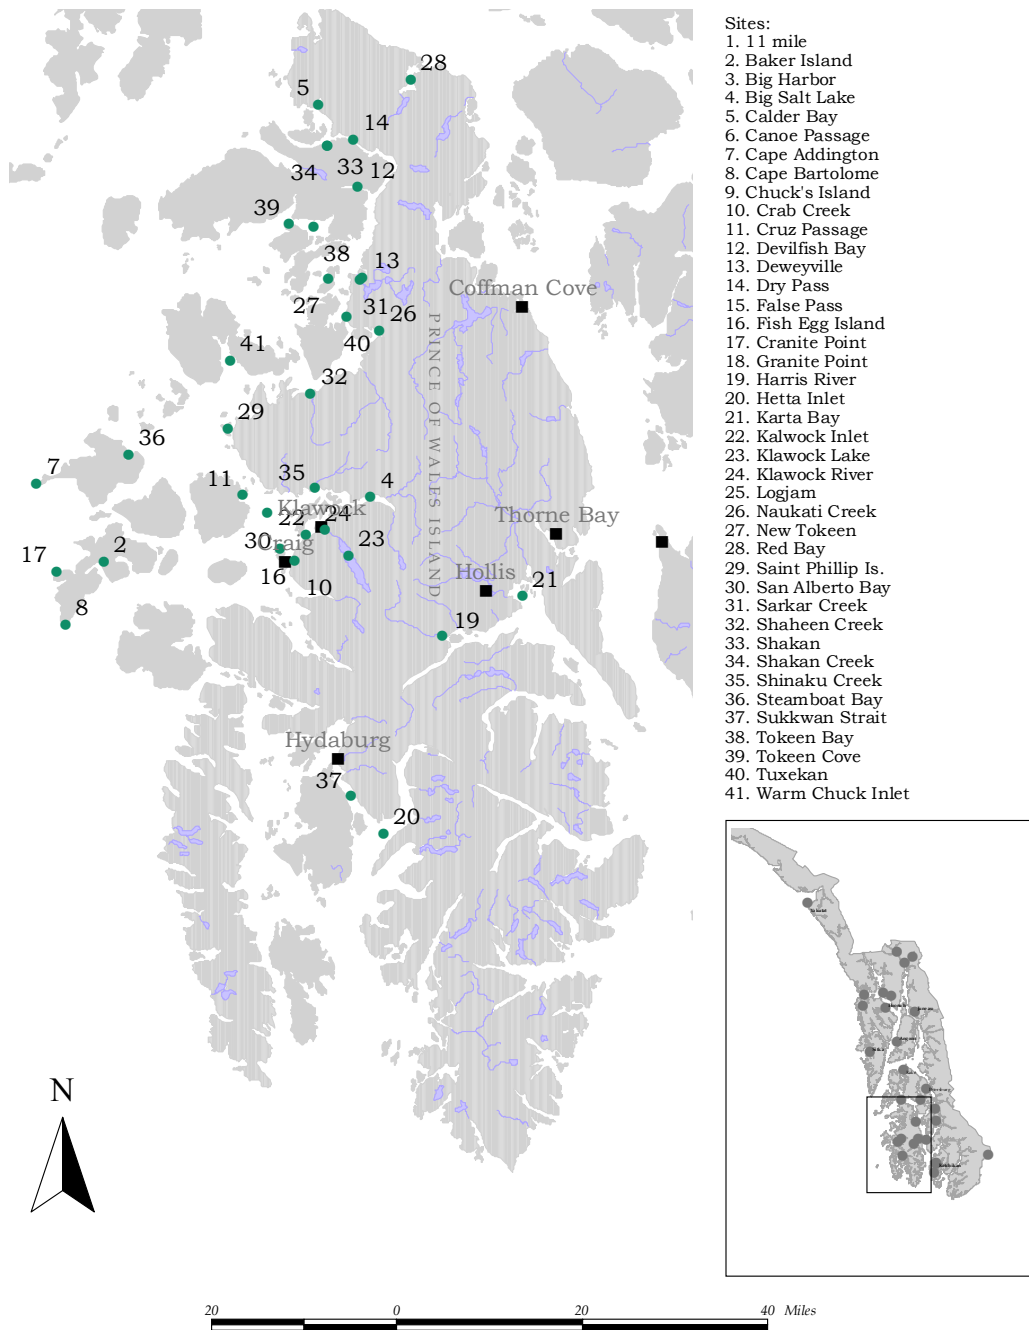 Sites:
1. 11 mile
2. Baker Island
3. Big Harbor
4. Big Salt Lake
5. Calder Bay
6. Canoe Passage
7. Cape Addington
8. Cape Bartolome
9. Chuck's Island
10. Crab Creek
11. Cruz Passage
12. Devilfish Bay
13. Deweyville
14. Dry Pass
15. False Pass
16. Fish Egg Island
17. Cranite Point
18. Granite Point
19. Harris River
20. Hetta Inlet
21. Karta Bay
22. Kalwock Inlet
23. Klawock Lake
24. Klawock River
25. Logjam
26. Naukati Creek
27. New Tokeen
28. Red Bay
29. Saint Phillip Is.
30. San Alberto Bay
31. Sarkar Creek
32. Shaheen Creek
33. Shakan
34. Shakan Creek
35. Shinaku Creek
36. Steamboat Bay
37. Sukkwan Strait
38. Tokeen Bay
39. Tokeen Cove
40. Tuxekan
41. Warm Chuck Inlet
28
5
14
34
33
12
39
38
13
Coffman Cove
27
31
26
40
41
PRINCE OF WALES ISLAND
32
29
36
7
11
35
4
Klawock
22
24
Thorne Bay
30
Craig
23
17
2
16
10
Hollis
21
8
19
Hydaburg
37
20
N
20
0
20
40 Miles